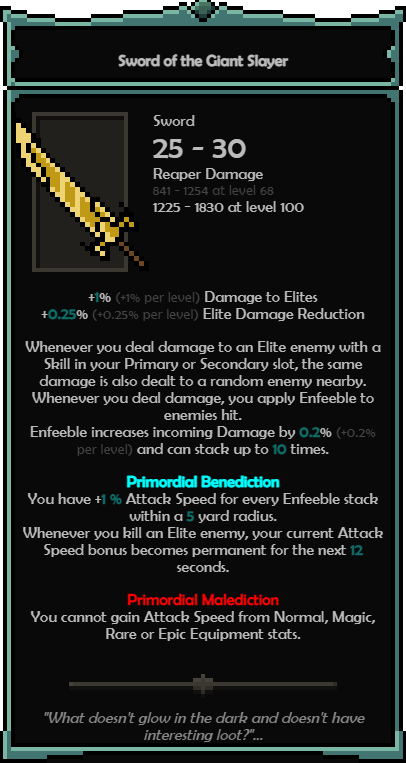 Sword of the Giant Slayer
Sword
25 - 30
Reaper Damage
841 - 1254 at level 68
1225 - 1830 at level 100
+1% (+1% per level) Damage to Elites
+0.25% (+0.25% per level) Elite Damage Reduction
Whenever you deal damage to an Elite enemy with a
Skill in your Primary or Secondary slot, the same
damage is also dealt to a random enemy nearby.
Whenever you deal damage, you apply Enfeeble to
enemies hit.
Enfeeble increases incoming Damage by 0.2% (+0.2%
per level) and can stack up to 10 times.
Primordial Benediction
You have +1 % Attack Speed for every Enfeeble stack
within a 5 yard radius.
Whenever you kill an Elite enemy, your current Attack
Speed bonus becomes permanent for the next 12
seconds.
Primordial Malediction
You cannot gain Attack Speed from Normal, Magic,
Rare or Epic Equipment stats.
"What doesn't glow in the dark and doesn't have
interesting loot?"...